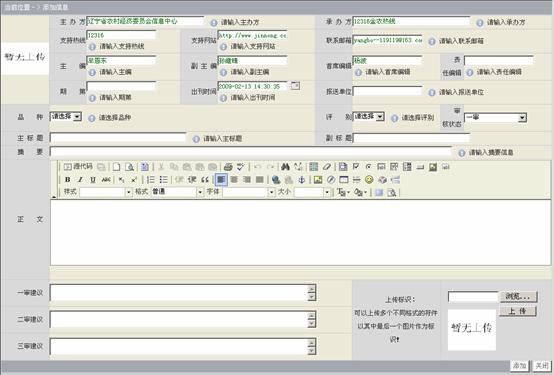 当前位置-> 添加信息
主 办 方 辽宁省农村经济委员会信息中心 请输入主办方 承 办 方 12316金农热线 请输入承办方
支持热线 12316 请输入支持热线 支持网站 http://www.jinnong.cc 请输入支持网站 联系邮箱 请输入联系邮箱
暂无上传
主 编 请输入主编 副 主 编 孙继锋 请输入副主编 首席编辑 杨波 请输入首席编辑 责任编辑 请输入责任编辑
期 第 请输入期第 出刊时间 2009-02-13 14:30:35 请输入出刊时间 报送单位 请输入报送单位
品 种 请选择 请选择品种 评 别 请选择 请选择评别 审核状态 一审
主 标 题 请输入主标题 副 标 题
摘 要 请输入摘要信息
源代码
样式 格式 普通 字体 大小
正 文
一审建议
二审建议
三审建议
上传标识:
可以上传多个不同格式的符件
以其中最后一个图片作为标
识!
浏览...
上 传
暂无上传
添加 关闭